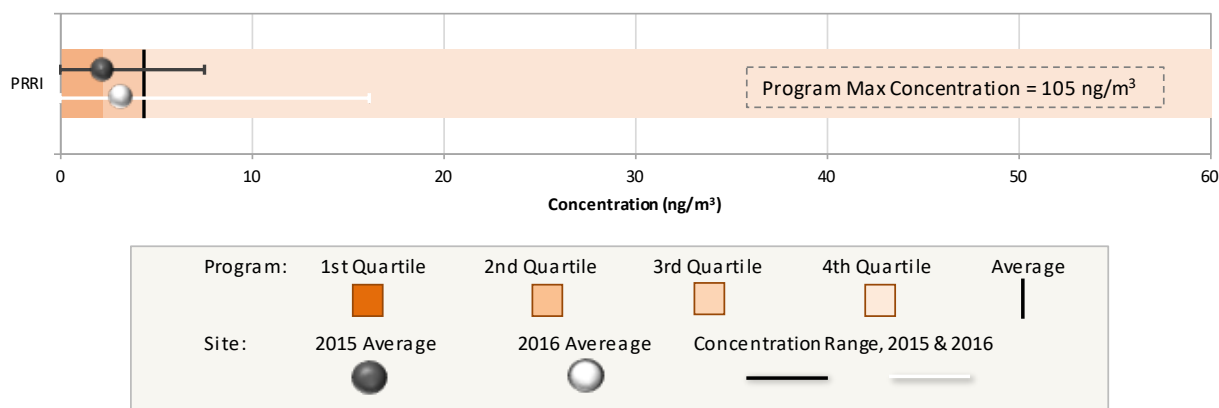 PRRI
Program Max Concentration = 105 ng/m³
0 10 20 30 40 50 60
Concentration (ng/m³)
Program: 1st Quartile 2nd Quartile 3rd Quartile 4th Quartile Average
Site: 2015 Average 2016 Avereage Concentration Range, 2015 & 2016